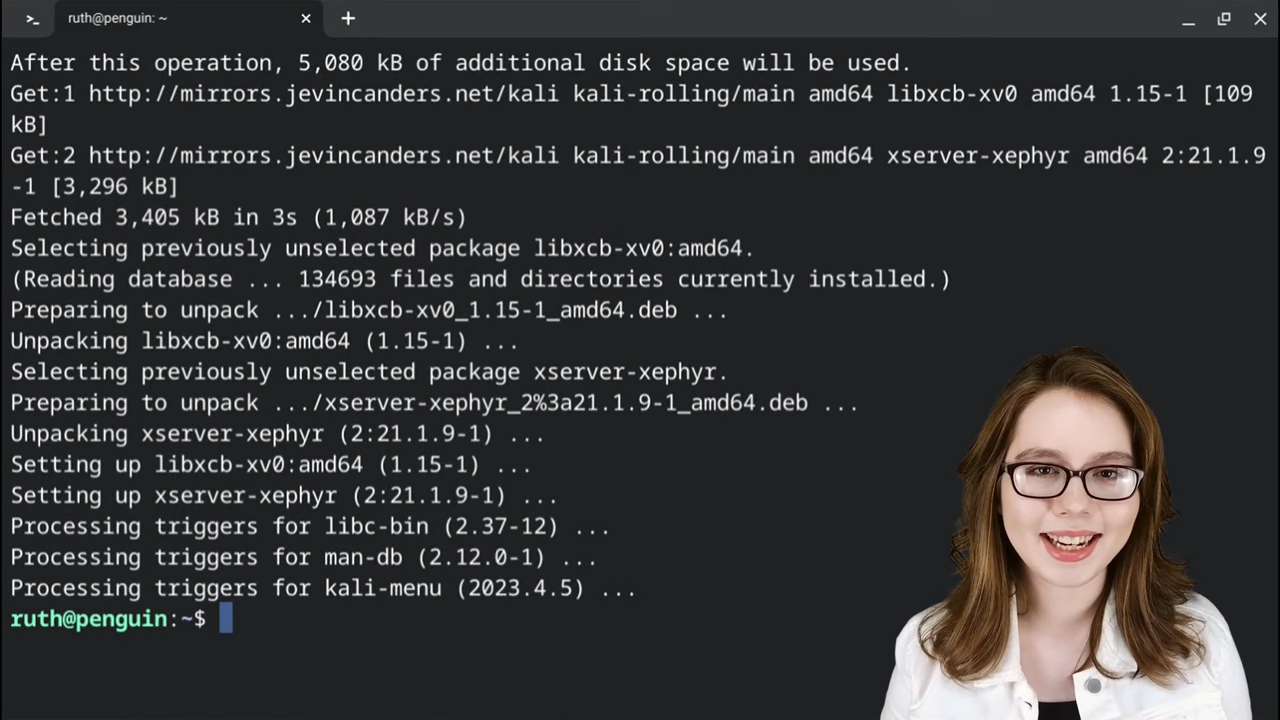 >_ ruth@penguin: ~
After this operation, 5,080 kB of additional disk space will be used.
Get:1 http://mirrors.jevincanders.net/kali kali-rolling/main amd64 libxcb-xv0 amd64 1.15-1 [109
kB]
Get:2 http://mirrors.jevincanders.net/kali kali-rolling/main amd64 xserver-xephyr amd64 2:21.1.9
-1 [3,296 kB]
Fetched 3,405 kB in 3s (1,087 kB/s)
Selecting previously unselected package libxcb-xv0:amd64.
(Reading database ... 134693 files and directories currently installed.)
Preparing to unpack .../libxcb-xv0_1.15-1_amd64.deb ...
Unpacking libxcb-xv0:amd64 (1.15-1) ...
Selecting previously unselected package xserver-xephyr.
Preparing to unpack .../xserver-xephyr_2%3a21.1.9-1_amd64.deb ...
Unpacking xserver-xephyr (2:21.1.9-1) ...
Setting up libxcb-xv0:amd64 (1.15-1) ...
Setting up xserver-xephyr (2:21.1.9-1) ...
Processing triggers for libc-bin (2.37-12) ...
Processing triggers for man-db (2.12.0-1) ...
Processing triggers for kali-menu (2023.4.5) ...
ruth@penguin:~$